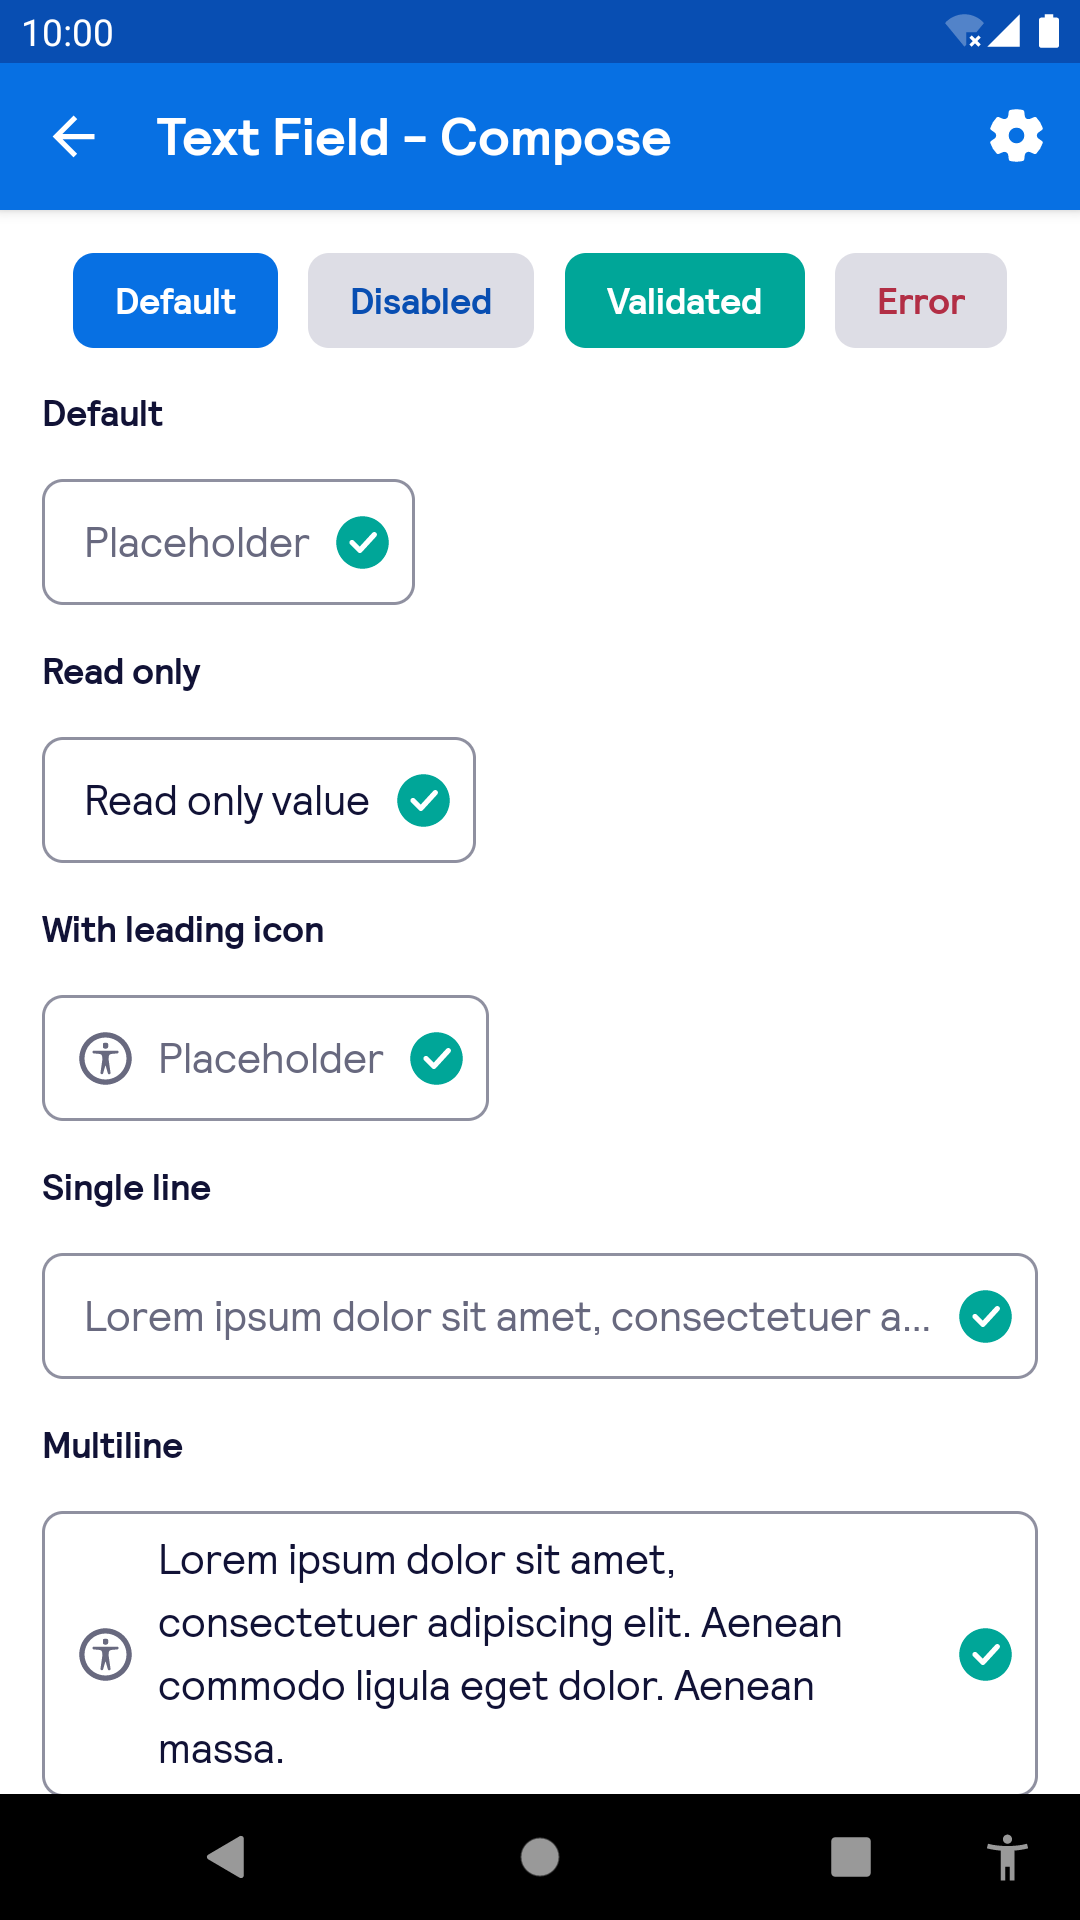 10:00
Text Field - Compose
Default Disabled Validated Error
Default
Placeholder
Read only
Read only value
With leading icon
Placeholder
Single line
Lorem ipsum dolor sit amet, consectetuer a...
Multiline
Lorem ipsum dolor sit amet,
consectetuer adipiscing elit. Aenean
commodo ligula eget dolor. Aenean
massa.